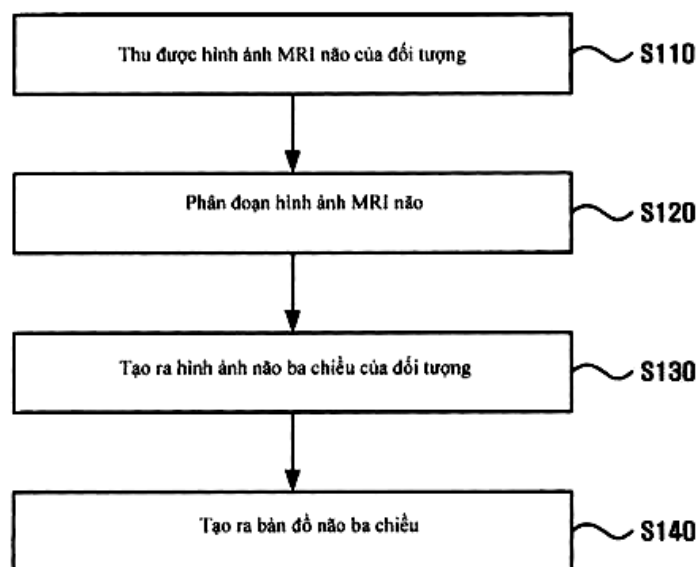 Thu được hình ảnh MRI não của đối tượng
S110
Phân đoạn hình ảnh MRI não
S120
Tạo ra hình ảnh não ba chiều của đối tượng
S130
Tạo ra bản đồ não ba chiều
S140